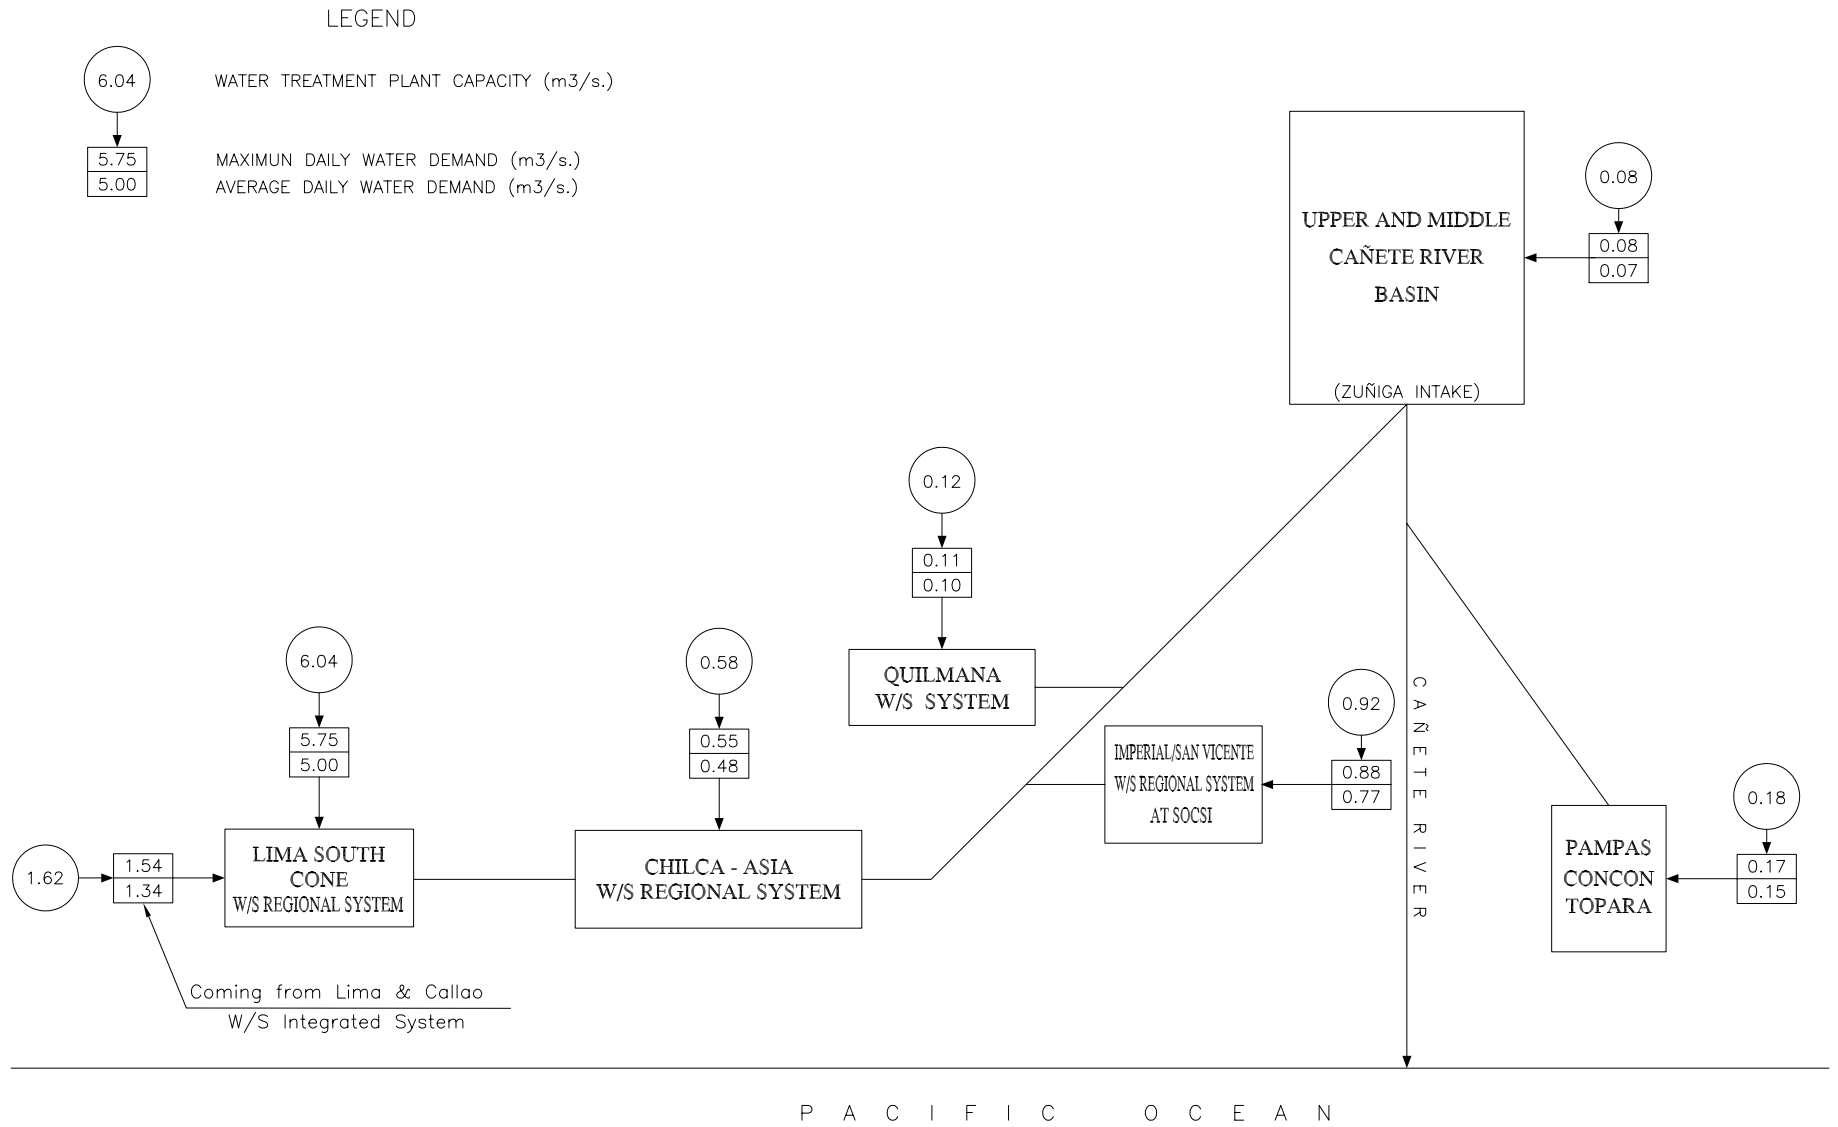 LEGEND
6.04
WATER TREATMENT PLANT CAPACITY (m3/s.)
5.75
MAXIMUN DAILY WATER DEMAND (m3/s.)
5.00
AVERAGE DAILY WATER DEMAND (m3/s.)
0.08
0.08
0.07
UPPER AND MIDDLE
CAÑETE RIVER
BASIN
(ZUÑIGA INTAKE)
0.12
0.11
0.10
QUILMANA
W/S SYSTEM
6.04
5.75
5.00
0.58
0.55
0.48
0.92
0.88
0.77
IMPERIAL/SAN VICENTE
W/S REGIONAL SYSTEM
AT SOCSI
CAÑETE RIVER
0.18
0.17
0.15
PAMPAS
CONCON
TOPARA
1.62
1.54
1.34
LIMA SOUTH
CONE
W/S REGIONAL SYSTEM
CHILCA - ASIA
W/S REGIONAL SYSTEM
Coming from Lima & Callao
W/S Integrated System
PACIFIC OCEAN